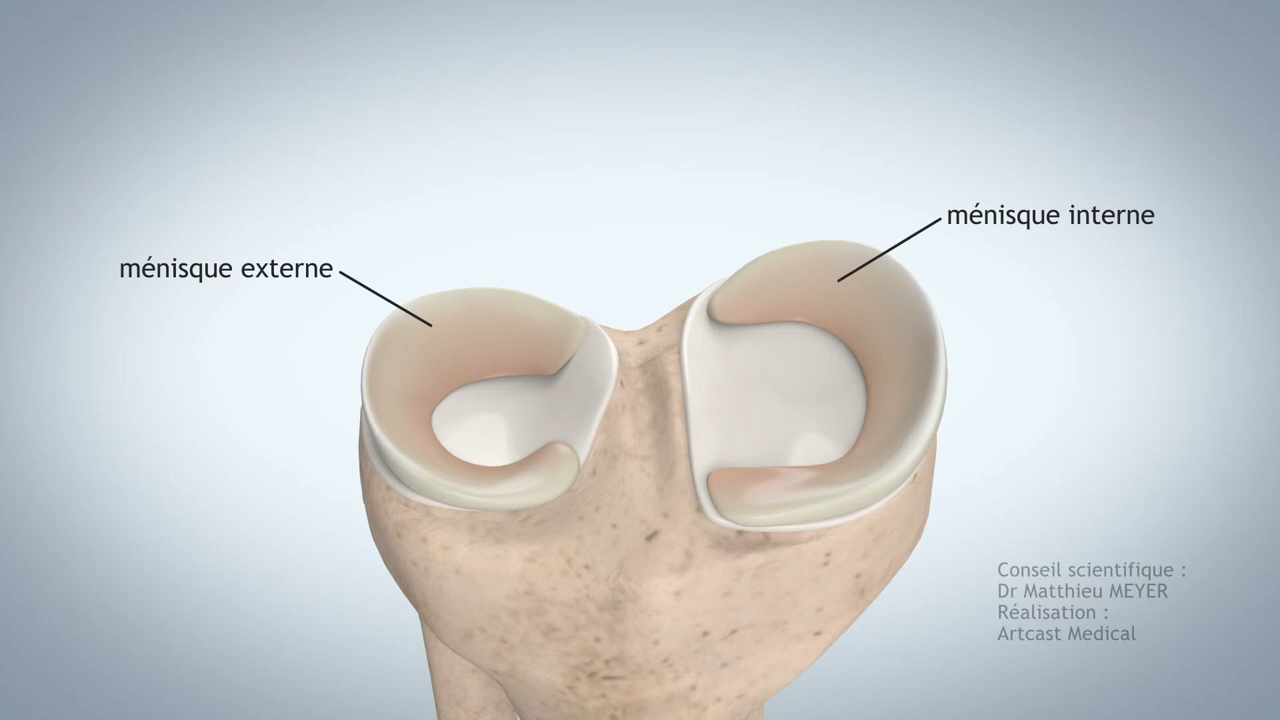 ménisque interne
ménisque externe
Conseil scientifique :
Dr Matthieu MEYER
Réalisation :
Artcast Medical